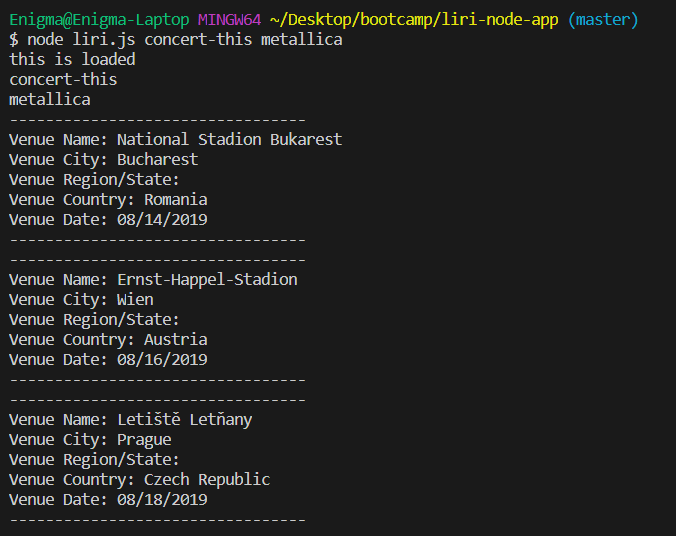 Enigma@Enigma-Laptop MINGW64 ~/Desktop/bootcamp/liri-node-app (master)
$ node liri.js concert-this metallica
this is loaded
concert-this
metallica
---------------------------------
Venue Name: National Stadion Bukarest
Venue City: Bucharest
Venue Region/State:
Venue Country: Romania
Venue Date: 08/14/2019
---------------------------------
---------------------------------
Venue Name: Ernst-Happel-Stadion
Venue City: Wien
Venue Region/State:
Venue Country: Austria
Venue Date: 08/16/2019
---------------------------------
---------------------------------
Venue Name: Letiště Letňany
Venue City: Prague
Venue Region/State:
Venue Country: Czech Republic
Venue Date: 08/18/2019
---------------------------------